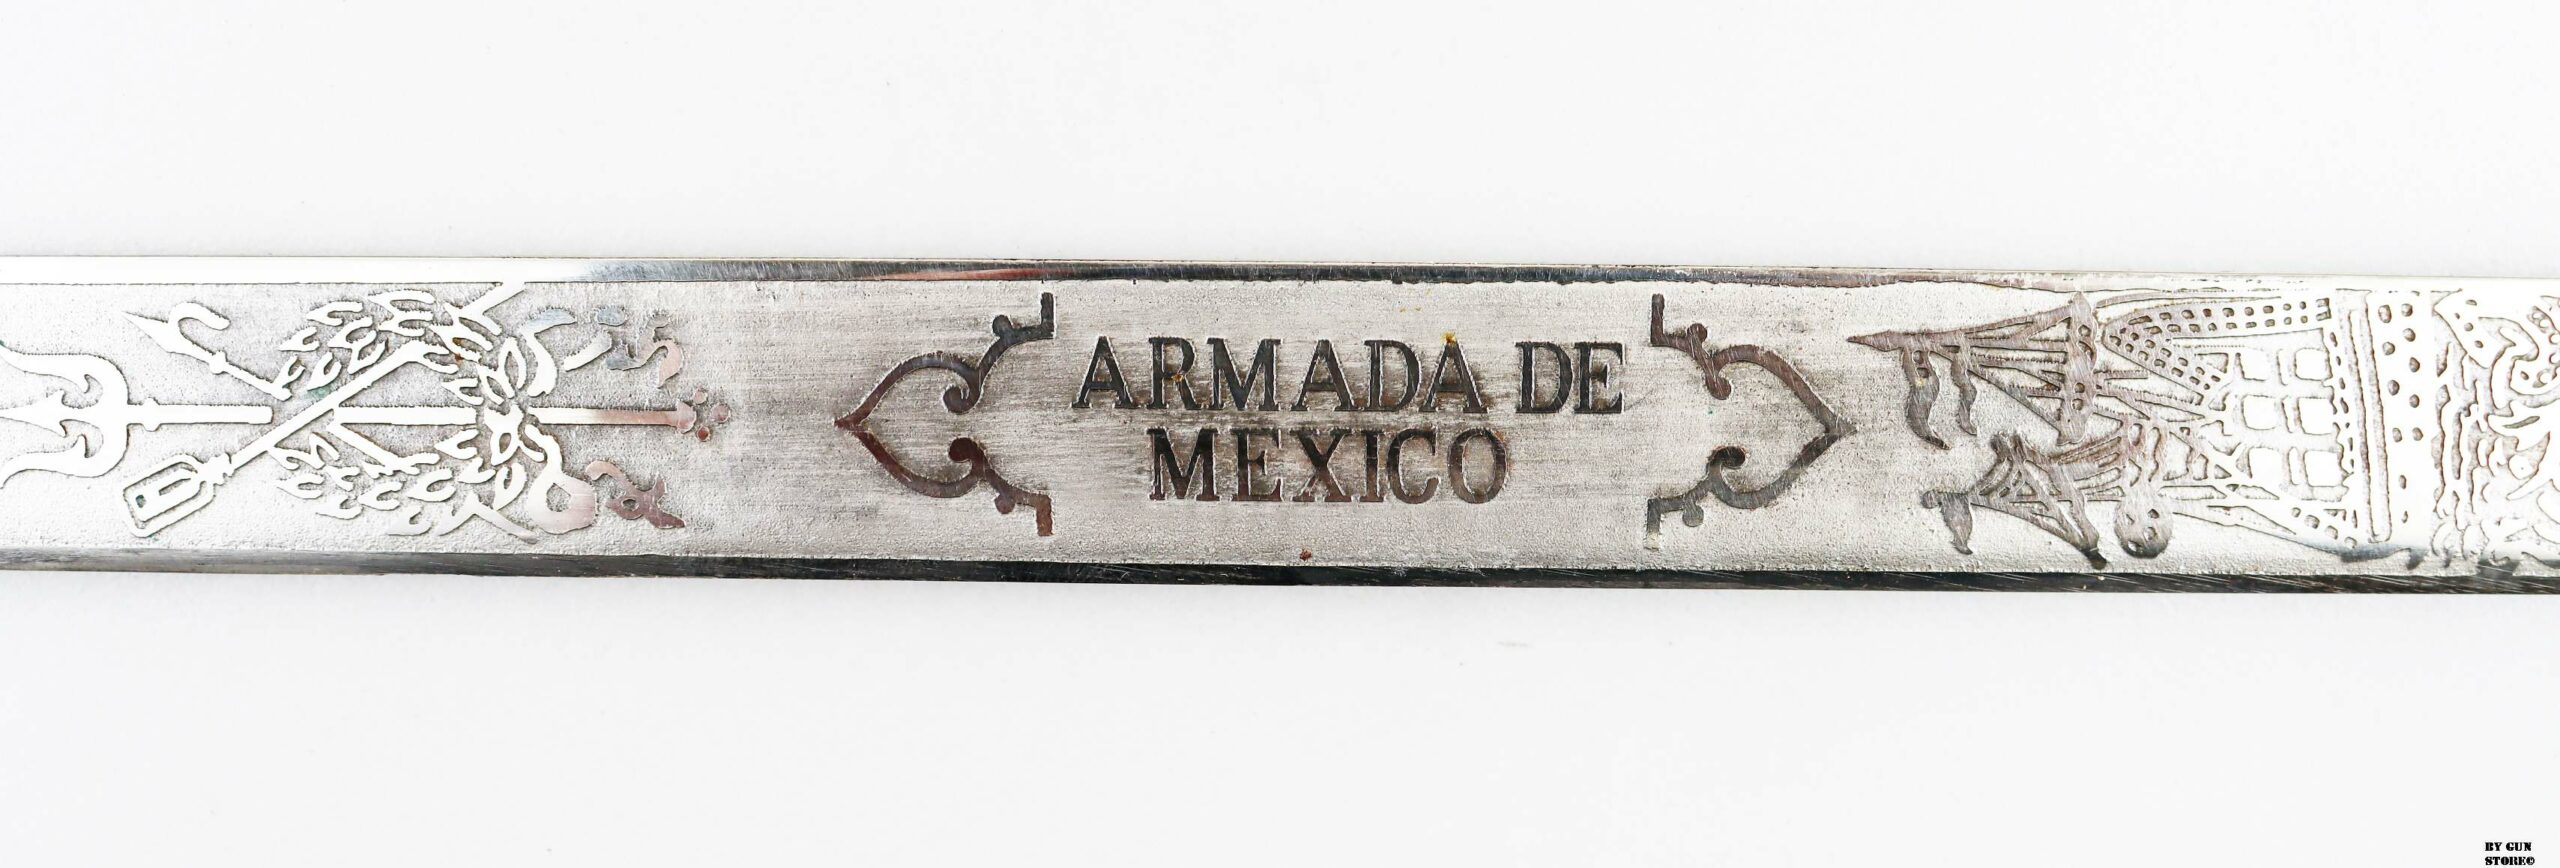 ARMADA DE
MEXICO
BY GUN
STORE©